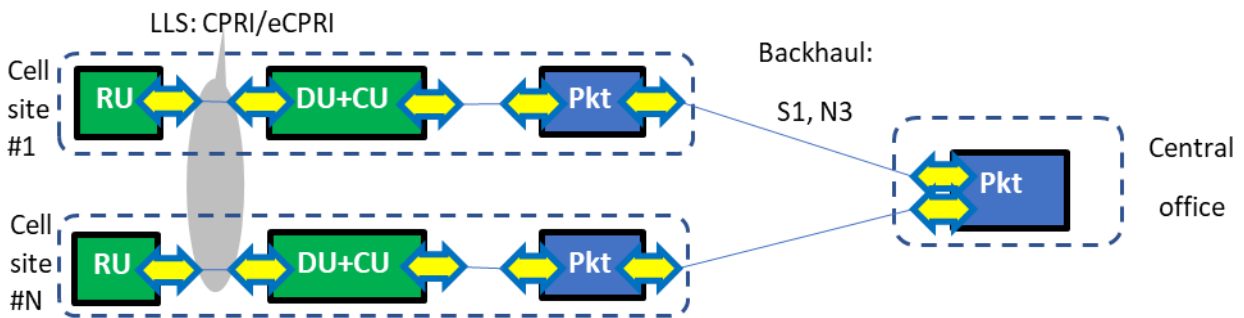 LLS: CPRI/eCPRI
Cell
site
#1
RU
DU+CU
Pkt
Backhaul:
S1, N3
Pkt
Central
office
Cell
site
#N
RU
DU+CU
Pkt